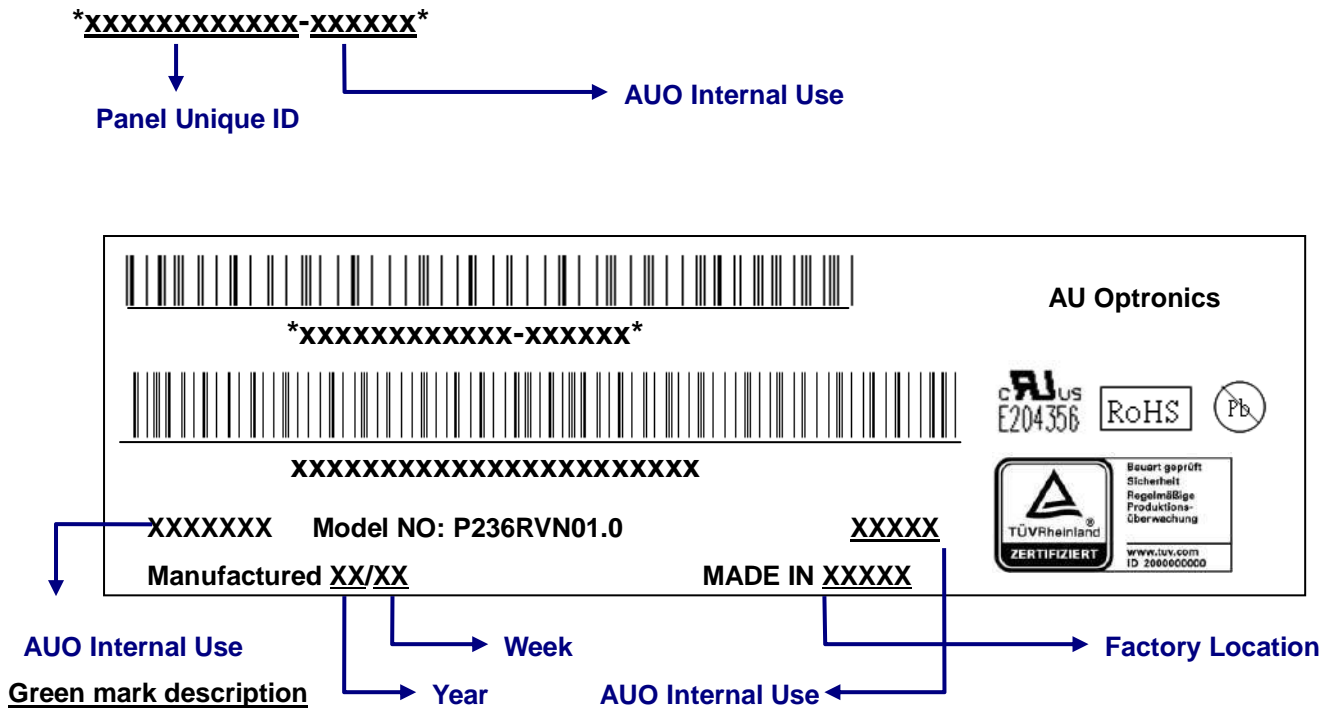 *xxxxxxxxxxxx-xxxxxx*
AUO Internal Use
Panel Unique ID
AU Optronics
*xxxxxxxxxxxx-xxxxxx*
c RU us
E204356
RoHS
Pb
xxxxxxxxxxxxxxxxxxxxxxx
Bauart geprüft
Sicherheit
Regelmäßige
Produktions-
überwachung
TÜVRheinland®
ZERTIFIZIERT
www.tuv.com
ID 2000000000
XXXXXXX Model NO: P236RVN01.0 XXXXX
Manufactured XX/XX MADE IN XXXXX
AUO Internal Use
Week
Factory Location
Green mark description
Year
AUO Internal Use